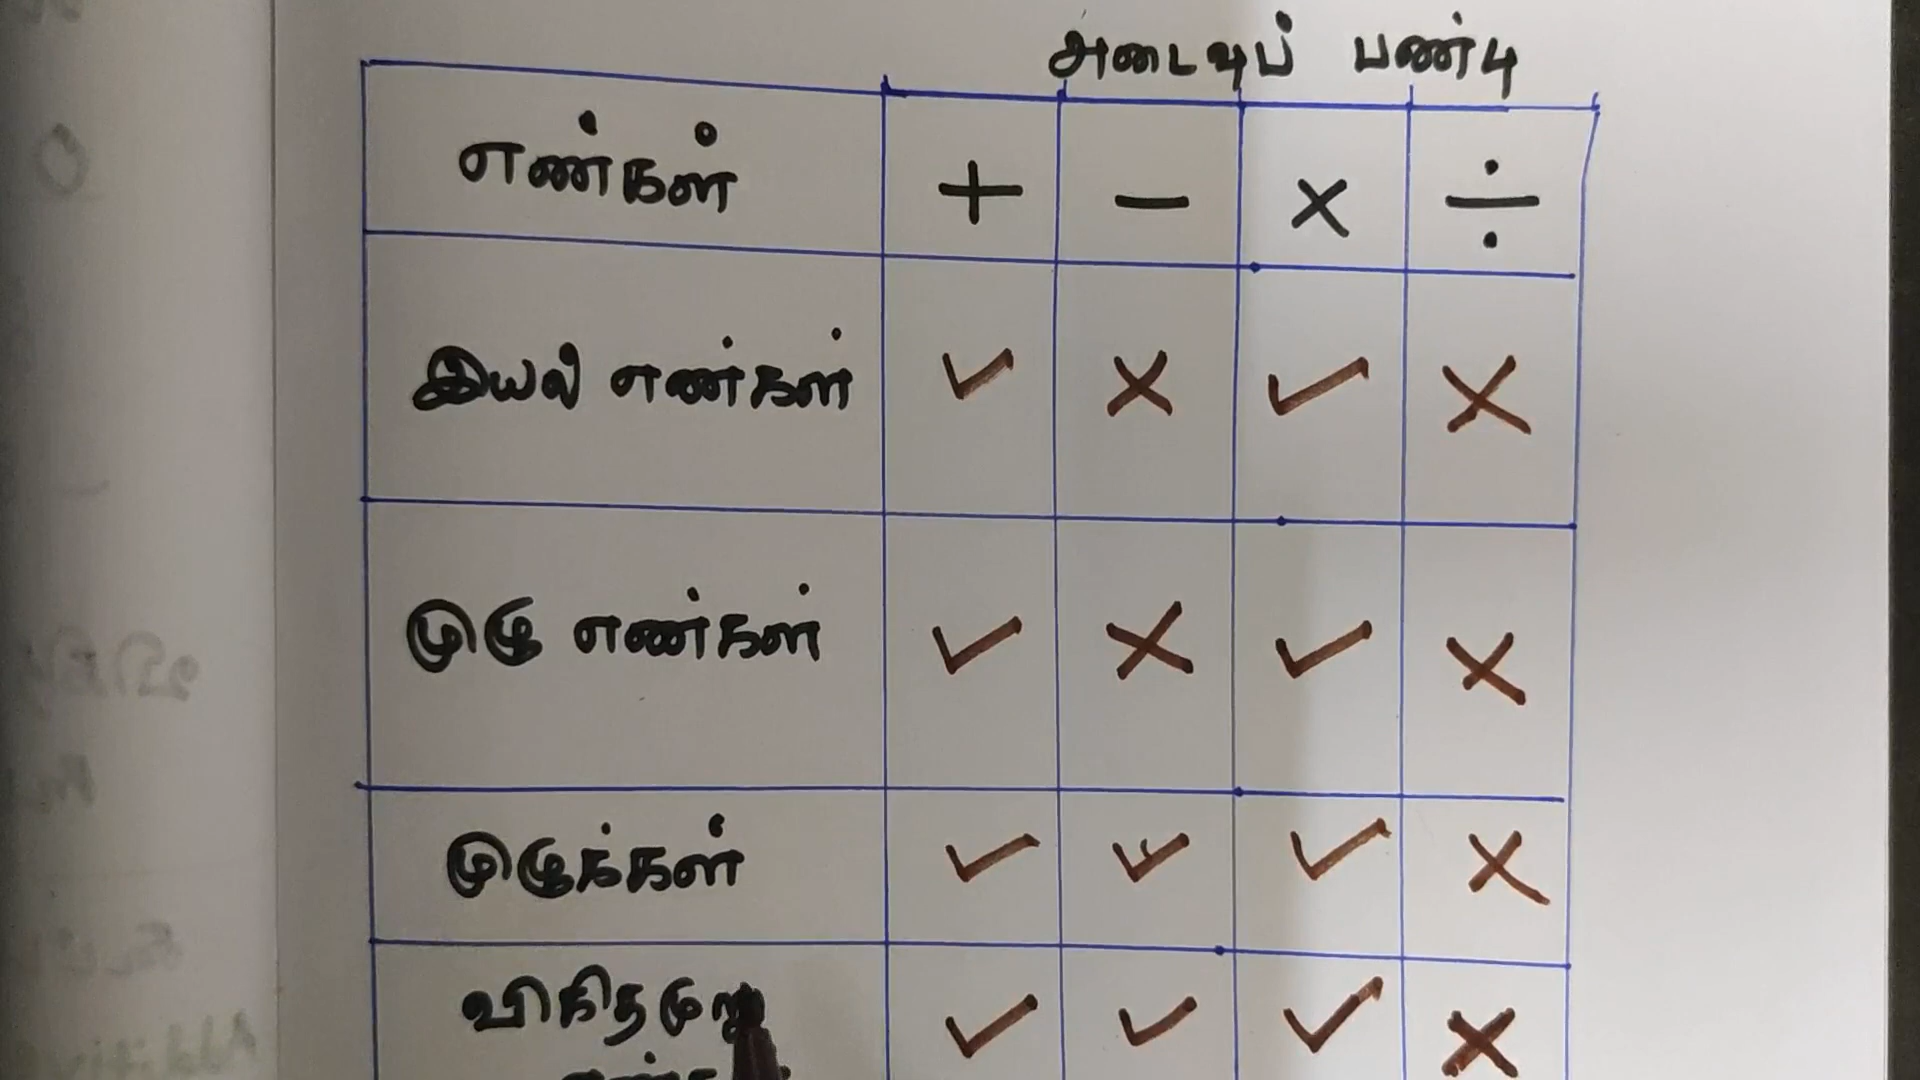 அடைவுப் பண்பு
எண்கள் + − × ÷
இயல் எண்கள் ✓ × ✓ ×
முழு எண்கள் ✓ × ✓ ×
முழுக்கள் ✓ ✓ ✓ ×
விகிதமுறு ✓ ✓ ✓ ×